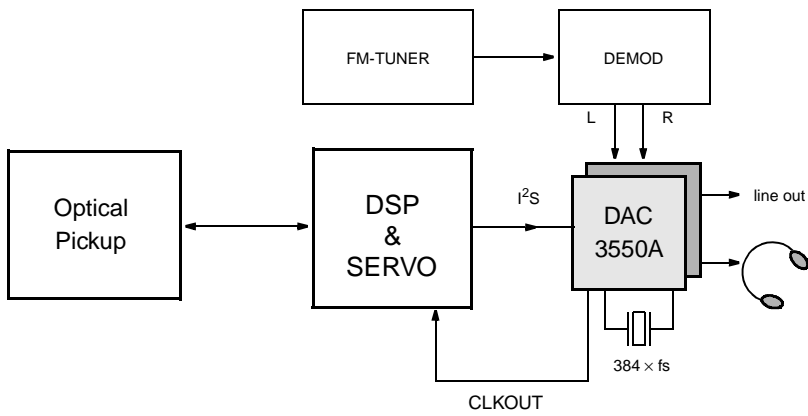 FM-TUNER
DEMOD
L
R
Optical
Pickup
DSP
&
SERVO
I²S
DAC
3550A
line out
384 × fs
CLKOUT